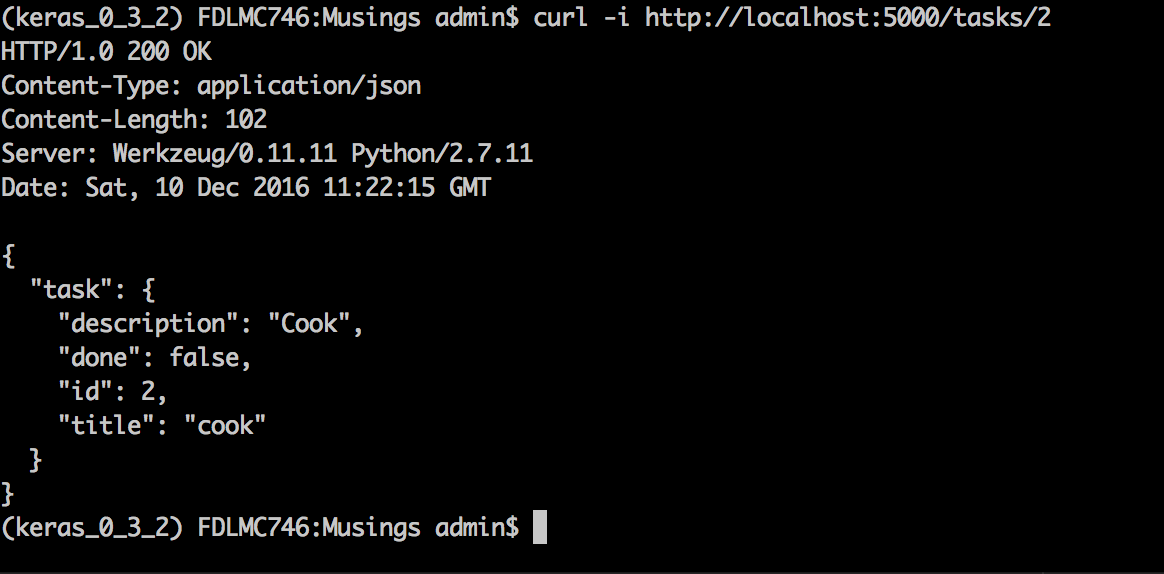 (keras_0_3_2) FDLMC746:Musings admin$ curl -i http://localhost:5000/tasks/2
HTTP/1.0 200 OK
Content-Type: application/json
Content-Length: 102
Server: Werkzeug/0.11.11 Python/2.7.11
Date: Sat, 10 Dec 2016 11:22:15 GMT

{
  "task": {
    "description": "Cook",
    "done": false,
    "id": 2,
    "title": "cook"
  }
}
(keras_0_3_2) FDLMC746:Musings admin$